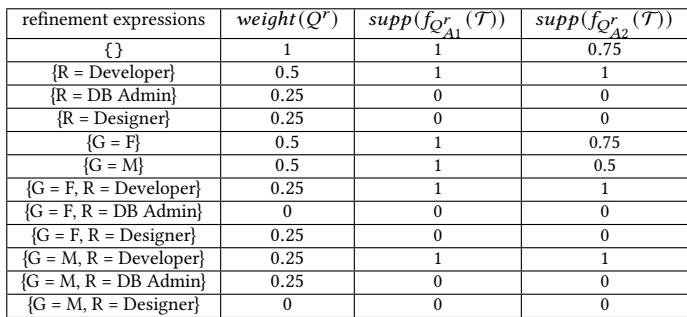 refinement expressions weight(Q^r) supp(f_{Q^r_{A1}}(𝒯)) supp(f_{Q^r_{A2}}(𝒯))
{} 1 1 0.75
{R = Developer} 0.5 1 1
{R = DB Admin} 0.25 0 0
{R = Designer} 0.25 0 0
{G = F} 0.5 1 0.75
{G = M} 0.5 1 0.5
{G = F, R = Developer} 0.25 1 1
{G = F, R = DB Admin} 0 0 0
{G = F, R = Designer} 0.25 0 0
{G = M, R = Developer} 0.25 1 1
{G = M, R = DB Admin} 0.25 0 0
{G = M, R = Designer} 0 0 0